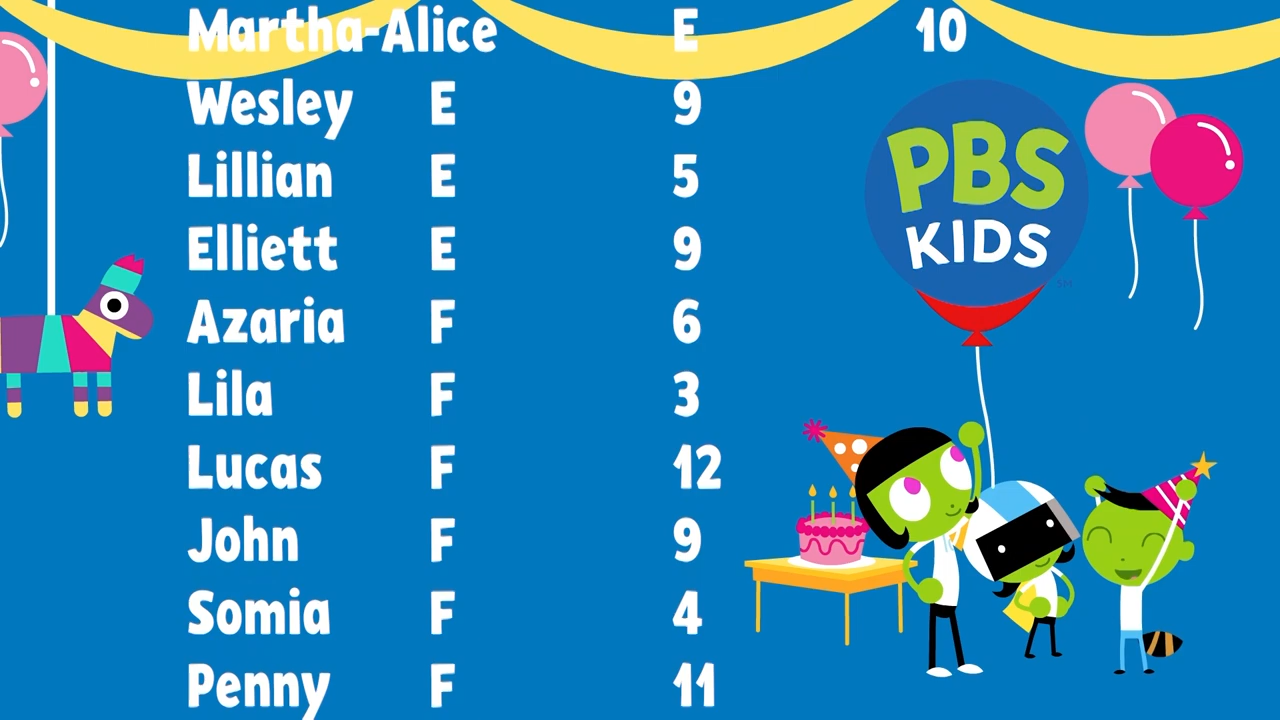 Martha-Alice E 10
Wesley E 9
Lillian E 5
Elliett E 9
Azaria F 6
Lila F 3
Lucas F 12
John F 9
Somia F 4
Penny F 11
PBS
KIDS
SM